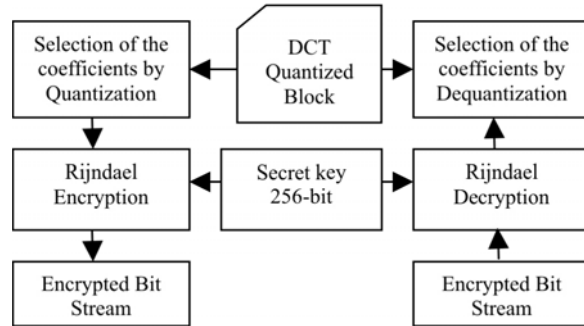 Selection of the
coefficients by
Quantization
DCT
Quantized
Block
Selection of the
coefficients by
Dequantization
Rijndael
Encryption
Secret key
256-bit
Rijndael
Decryption
Encrypted Bit
Stream
Encrypted Bit
Stream